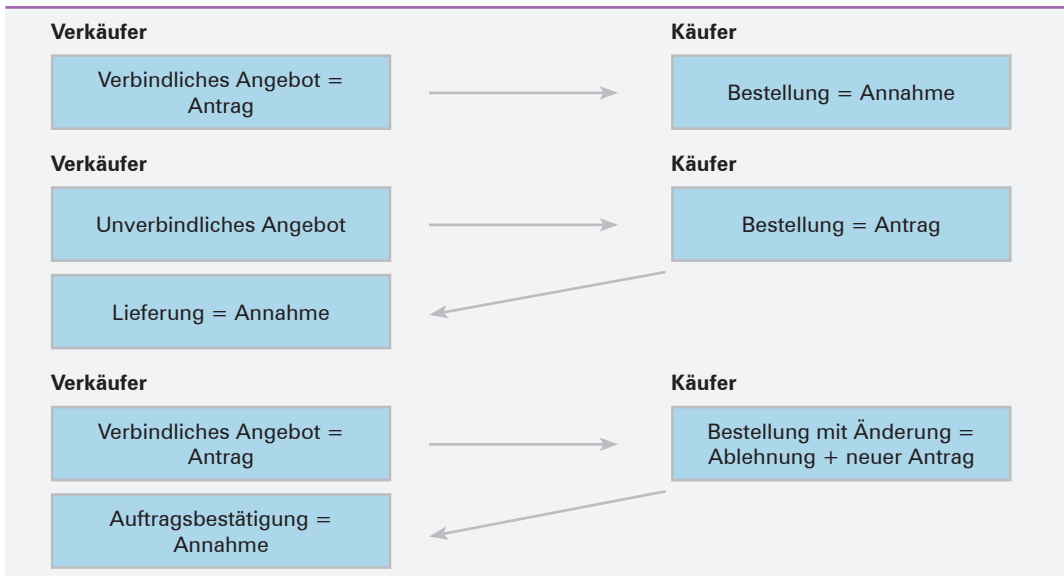 Verkäufer
Käufer
Verbindliches Angebot =
Antrag
Bestellung = Annahme
Verkäufer
Käufer
Unverbindliches Angebot
Bestellung = Antrag
Lieferung = Annahme
Verkäufer
Käufer
Verbindliches Angebot =
Antrag
Bestellung mit Änderung =
Ablehnung + neuer Antrag
Auftragsbestätigung =
Annahme